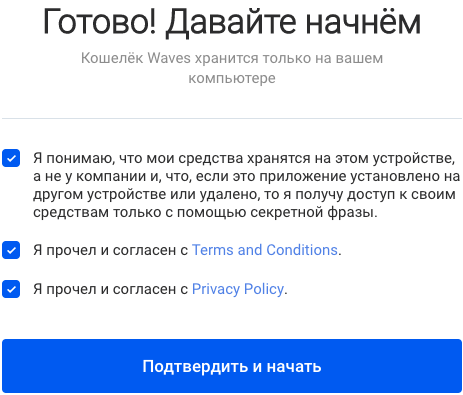 Готово! Давайте начнём
Кошелёк Waves хранится только на вашем
компьютере
Я понимаю, что мои средства хранятся на этом устройстве,
а не у компании и, что, если это приложение установлено на
другом устройстве или удалено, то я получу доступ к своим
средствам только с помощью секретной фразы.
Я прочел и согласен с Terms and Conditions.
Я прочел и согласен с Privacy Policy.
Подтвердить и начать